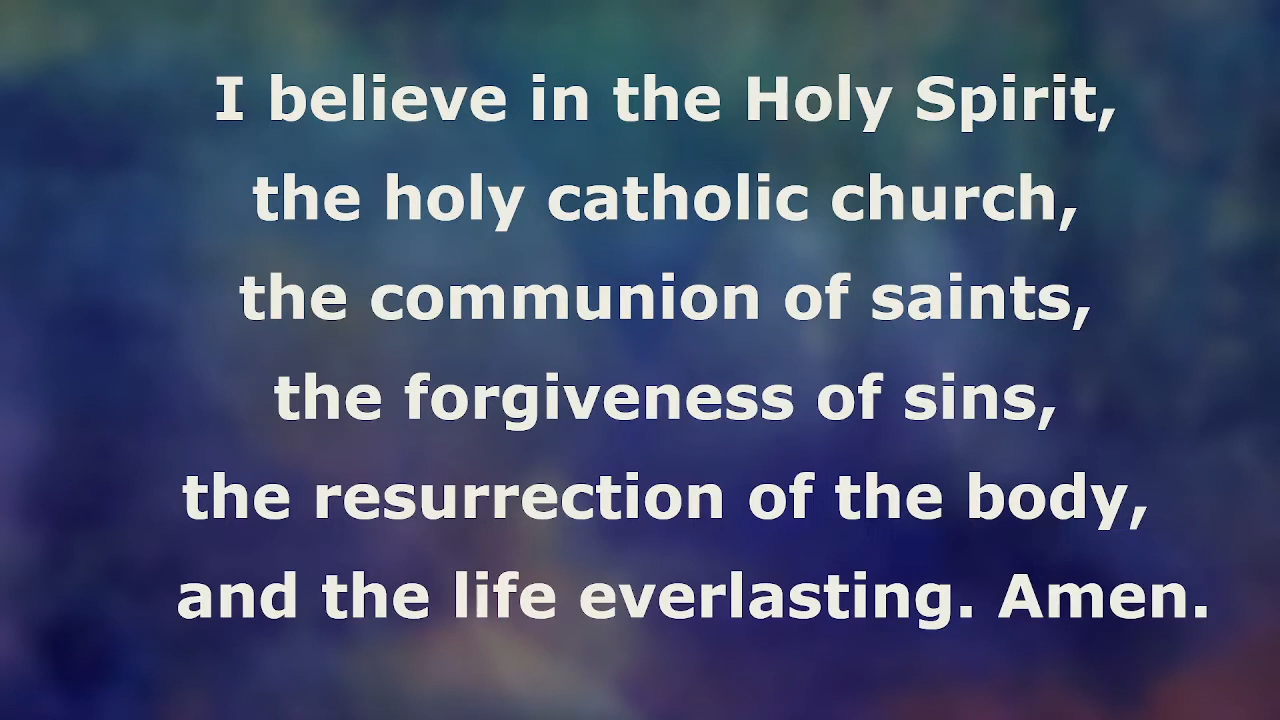 I believe in the Holy Spirit,
the holy catholic church,
the communion of saints,
the forgiveness of sins,
the resurrection of the body,
and the life everlasting. Amen.